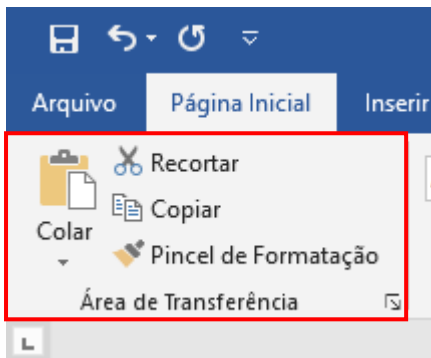 Arquivo Página Inicial Inserir
Recortar
Copiar
Colar
Pincel de Formatação
Área de Transferência